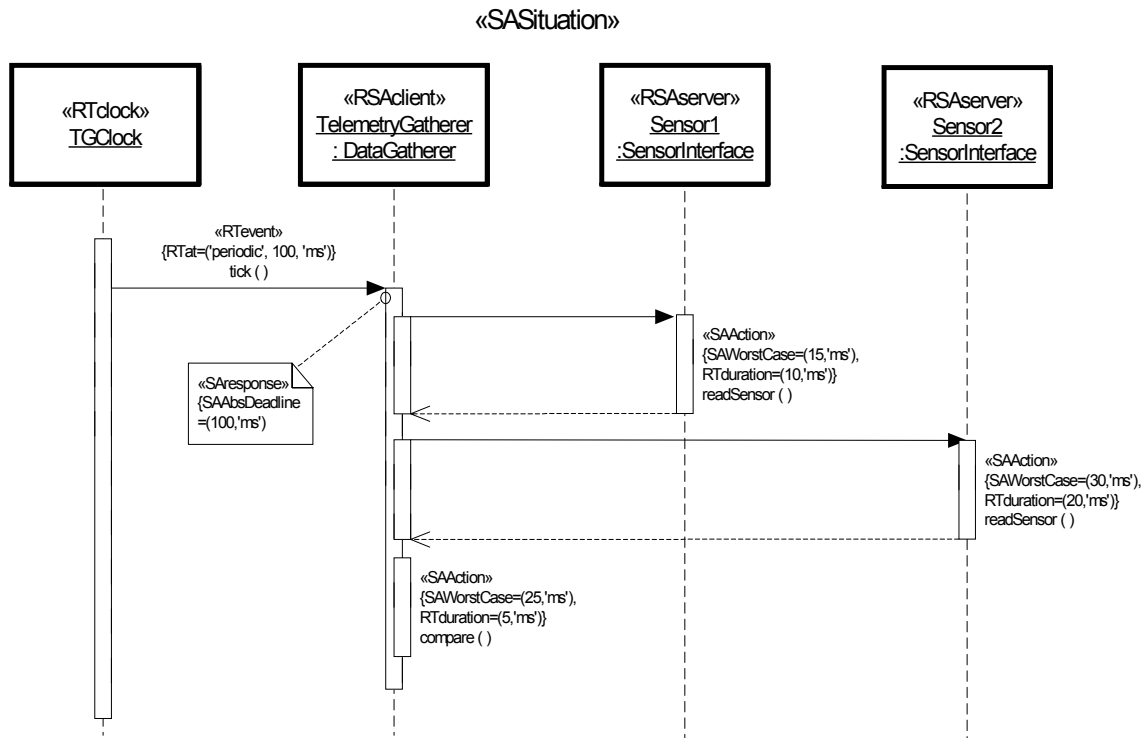 «SASituation»
«RTclock»
TGClock
«RSAclient»
TelemetryGatherer
: DataGatherer
«RSAserver»
Sensor1
:SensorInterface
«RSAserver»
Sensor2
:SensorInterface
«RTevent»
{RTat=('periodic', 100, 'ms')}
tick ( )
«SAresponse»
{SAAbsDeadline
=(100,'ms')
«SAAction»
{SAWorstCase=(15,'ms'),
RTduration=(10,'ms')}
readSensor ( )
«SAAction»
{SAWorstCase=(30,'ms'),
RTduration=(20,'ms')}
readSensor ( )
«SAAction»
{SAWorstCase=(25,'ms'),
RTduration=(5,'ms')}
compare ( )